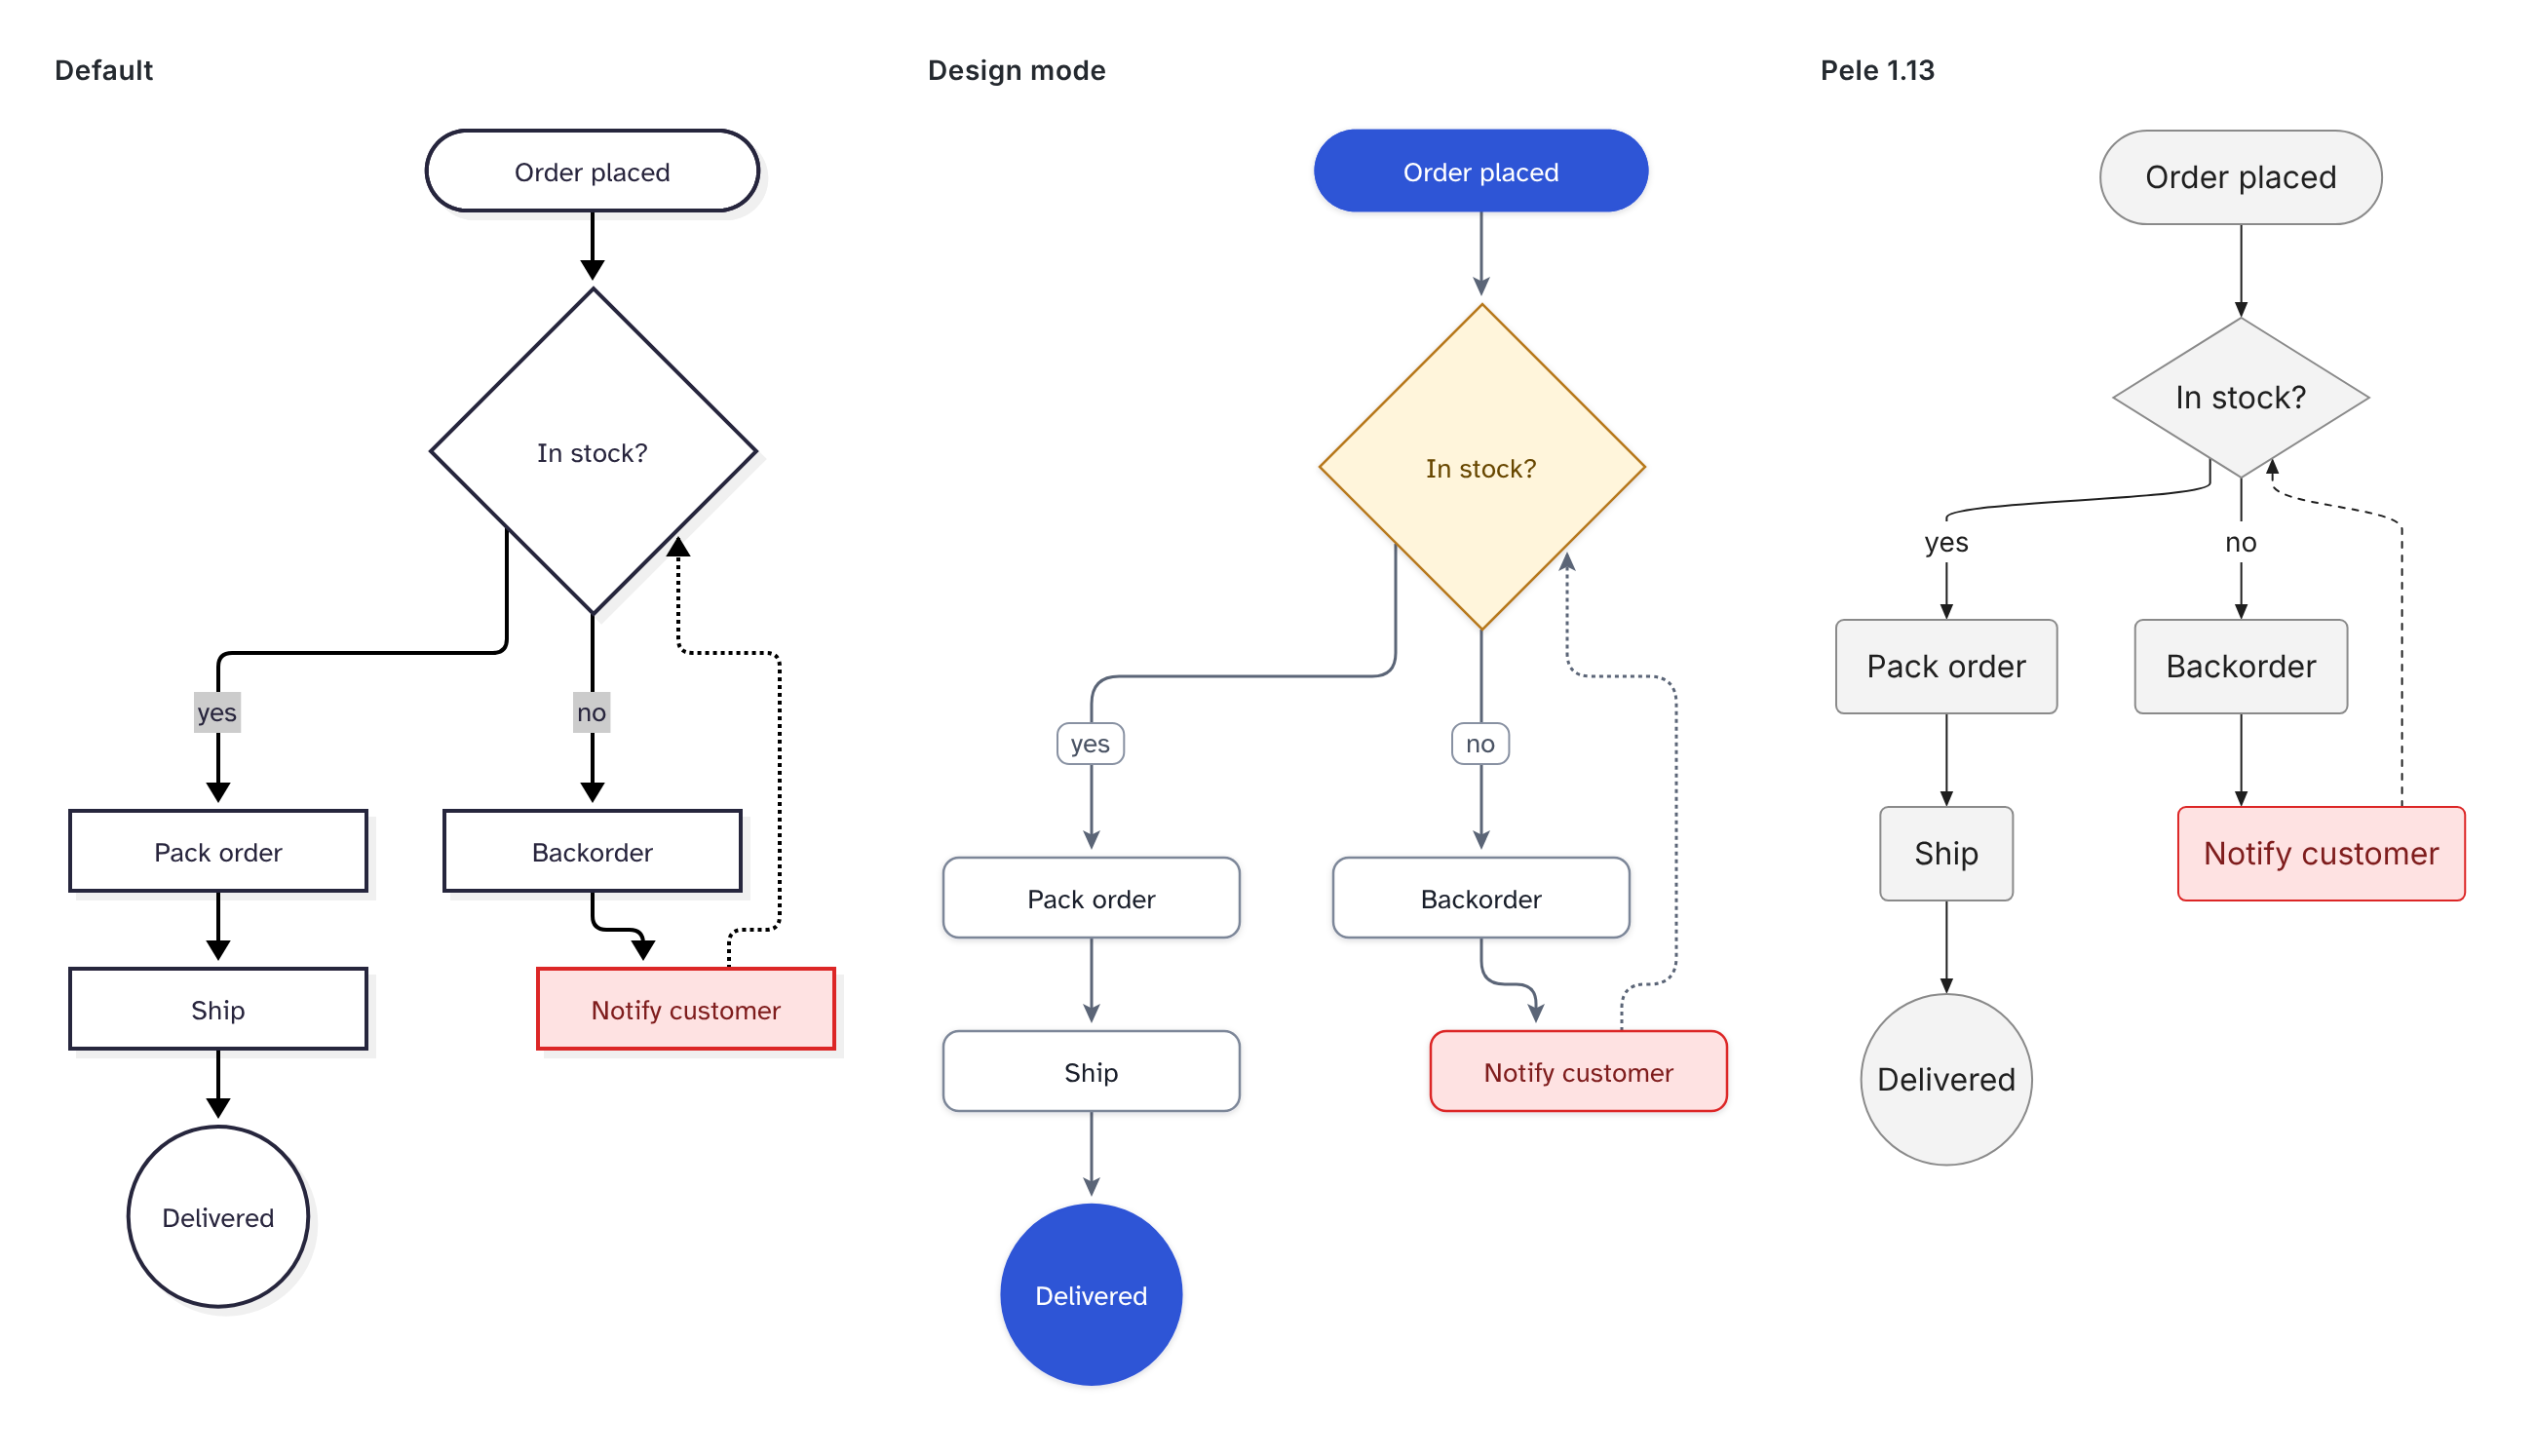 Default
Order placed
In stock?
yes
no
Pack order
Backorder
Ship
Notify customer
Delivered
Design mode
Order placed
In stock?
yes
no
Pack order
Backorder
Ship
Notify customer
Delivered
Pele 1.13
Order placed
In stock?
yes
no
Pack order
Backorder
Ship
Notify customer
Delivered